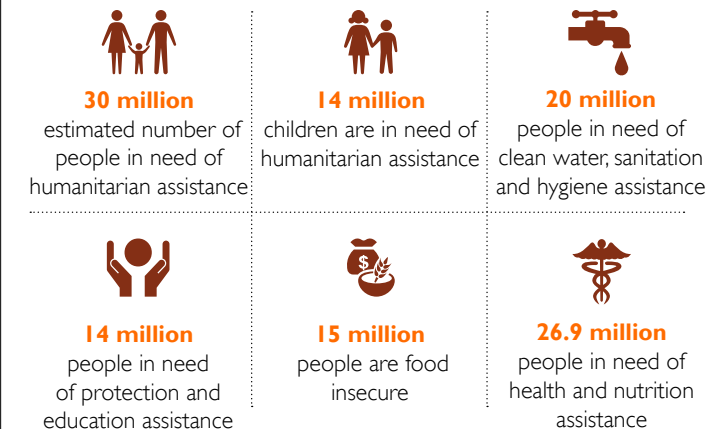 30 million
estimated number of
people in need of
humanitarian assistance
14 million
children are in need of
humanitarian assistance
20 million
people in need of
clean water, sanitation
and hygiene assistance
14 million
people in need
of protection and
education assistance
$
15 million
people are food
insecure
26.9 million
people in need of
health and nutrition
assistance